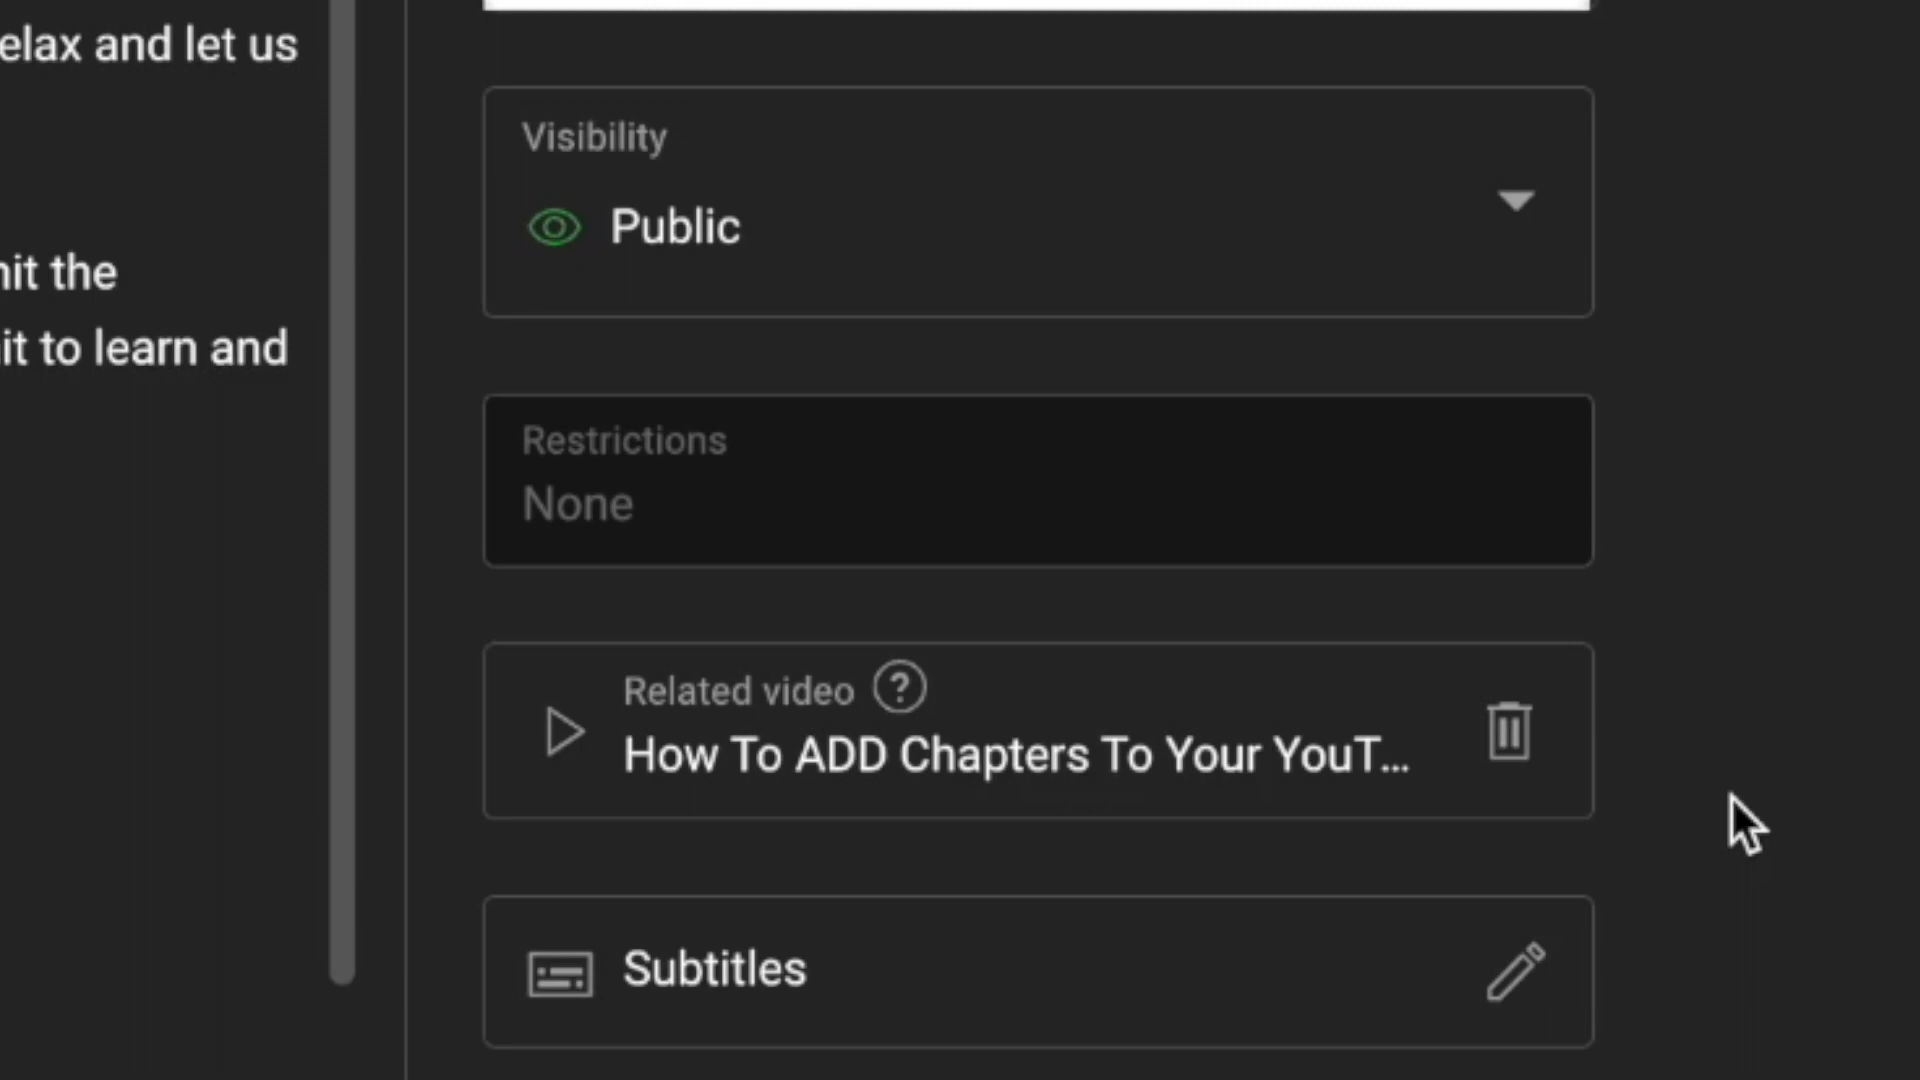 elax and let us
hit the
it to learn and
Visibility
Public
Restrictions
None
Related video ?
How To ADD Chapters To Your YouT...
Subtitles